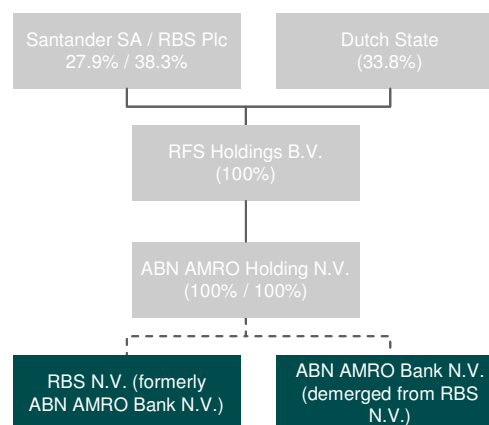 Santander SA / RBS Plc
27.9% / 38.3%
Dutch State
(33.8%)
RFS Holdings B.V.
(100%)
ABN AMRO Holding N.V.
(100% / 100%)
RBS N.V. (formerly
ABN AMRO Bank N.V.)
ABN AMRO Bank N.V.
(demerged from RBS
N.V.)